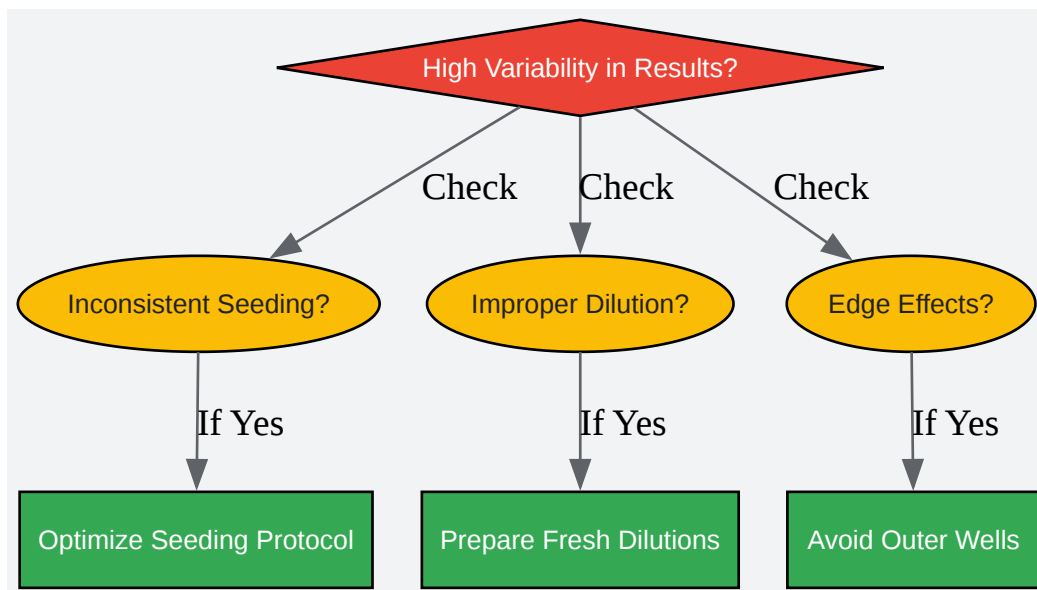 High Variability in Results?
Check
Check
Check
Inconsistent Seeding?
Improper Dilution?
Edge Effects?
If Yes
If Yes
If Yes
Optimize Seeding Protocol
Prepare Fresh Dilutions
Avoid Outer Wells